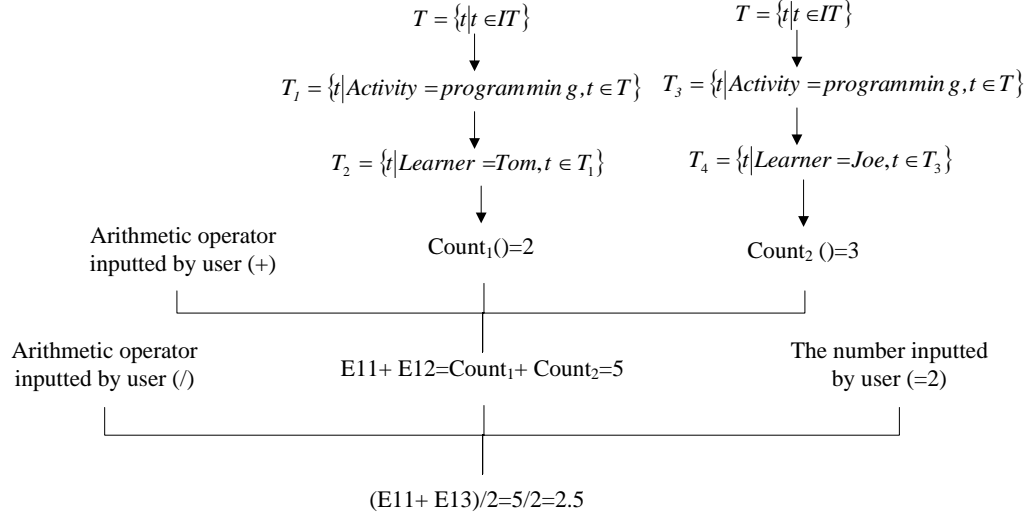 T = {t|t ∈IT}
T = {t|t ∈IT}
T₁ = {t|Activity = programmin g, t ∈ T}
T₃ = {t|Activity = programmin g, t ∈ T}
T₂ = {t|Learner =Tom, t ∈ T₁}
T₄ = {t|Learner =Joe, t ∈ T₃}
Arithmetic operator
inputted by user (+)
Count₁()=2
Count₂ ()=3
Arithmetic operator
inputted by user (/)
E11+ E12=Count₁+ Count₂=5
The number inputted
by user (=2)
(E11+ E13)/2=5/2=2.5